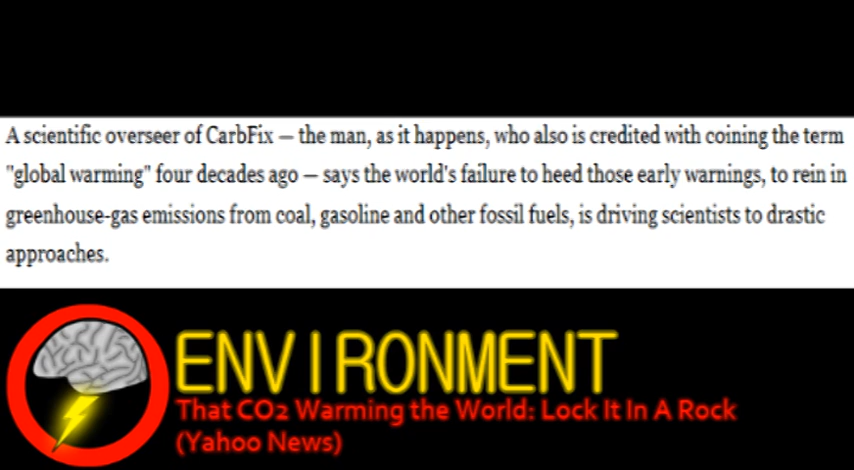 A scientific overseer of CarbFix — the man, as it happens, who also is credited with coining the term
"global warming" four decades ago — says the world's failure to heed those early warnings, to rein in
greenhouse-gas emissions from coal, gasoline and other fossil fuels, is driving scientists to drastic
approaches.
ENVIRONMENT
That CO2 Warming the World: Lock It In A Rock
(Yahoo News)